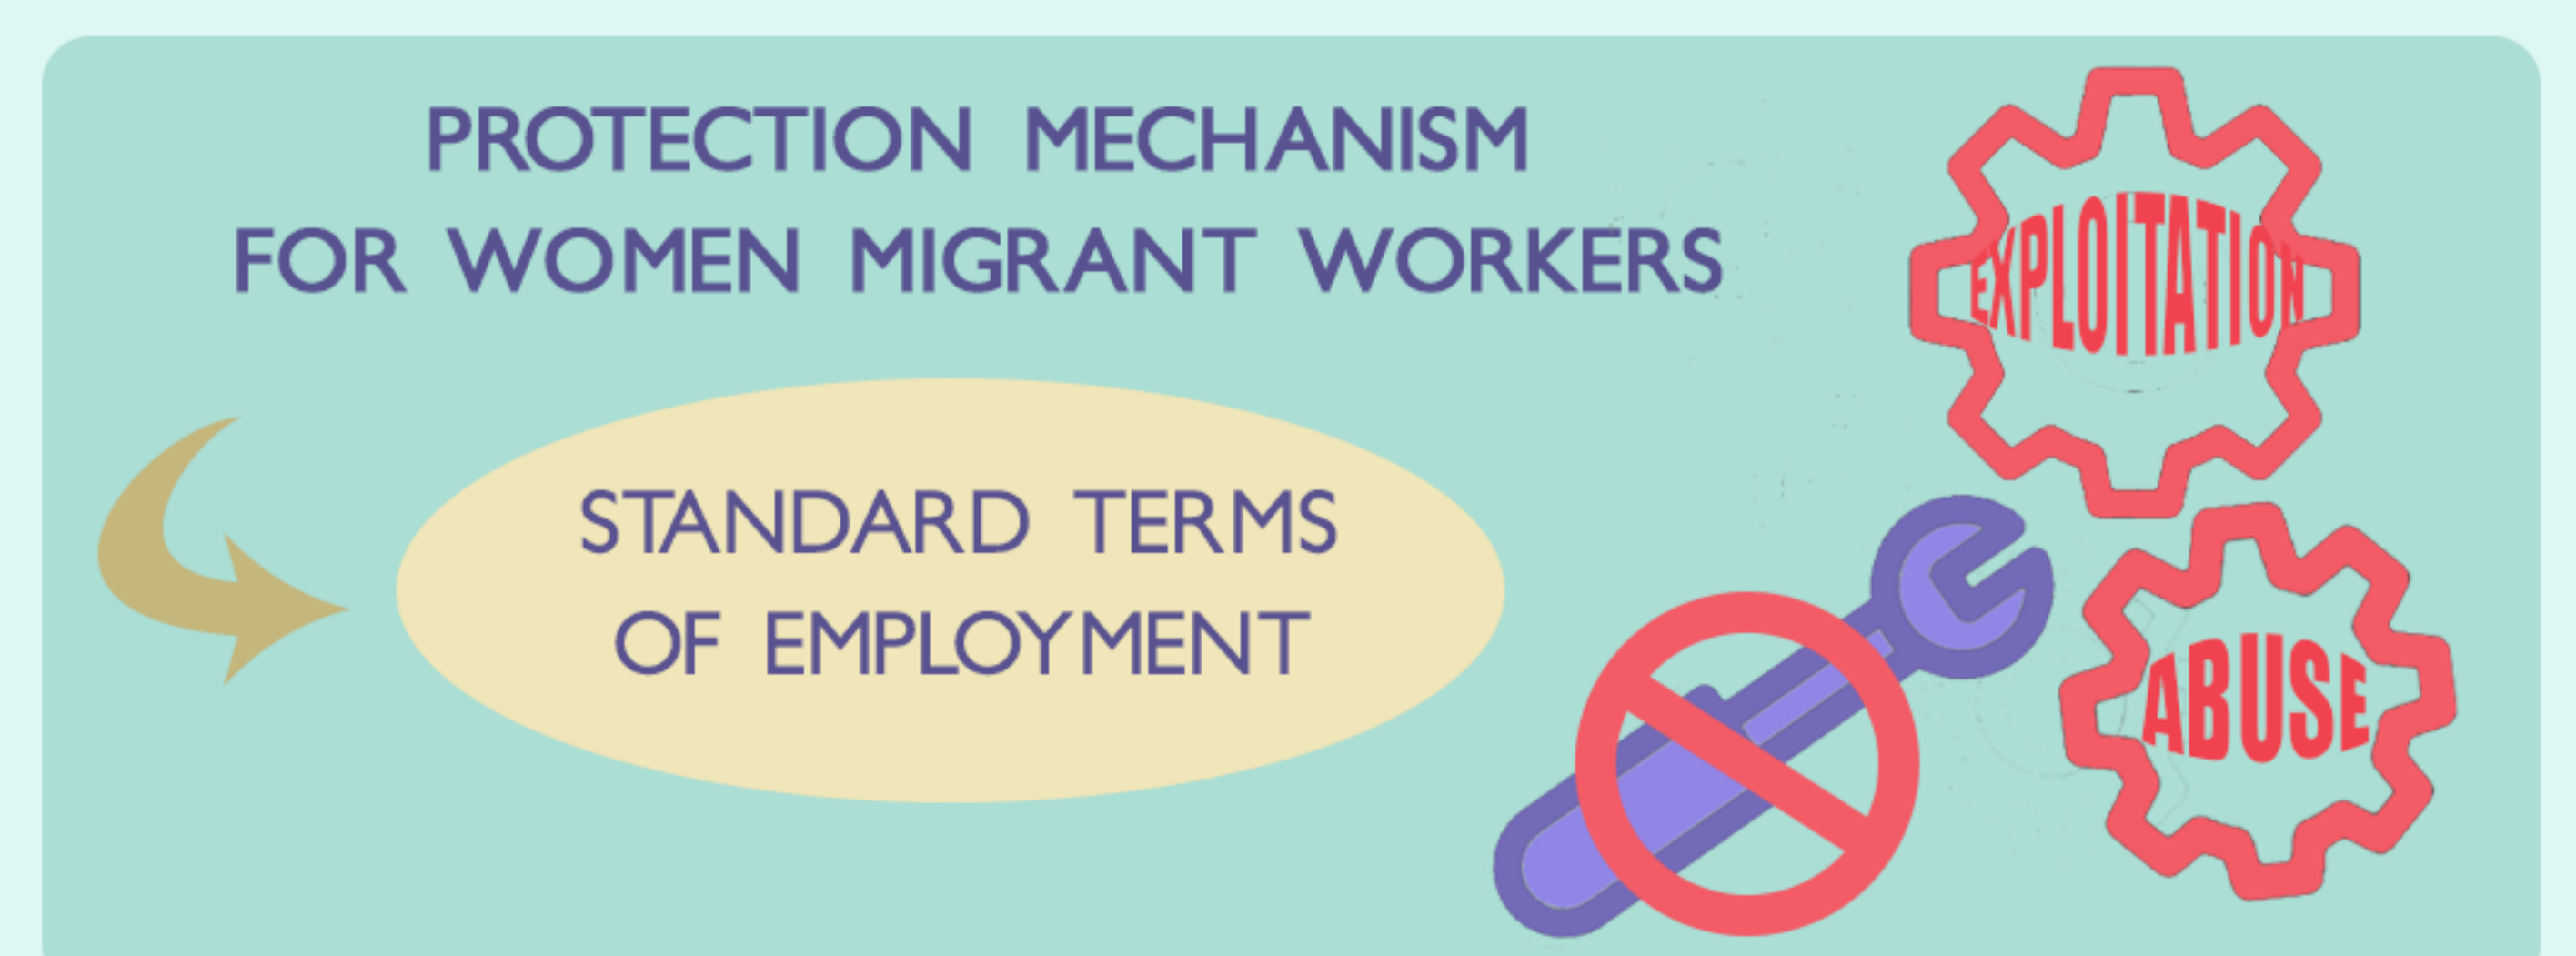 PROTECTION MECHANISM
FOR WOMEN MIGRANT WORKERS
EXPLOITATION
STANDARD TERMS
OF EMPLOYMENT
ABUSE